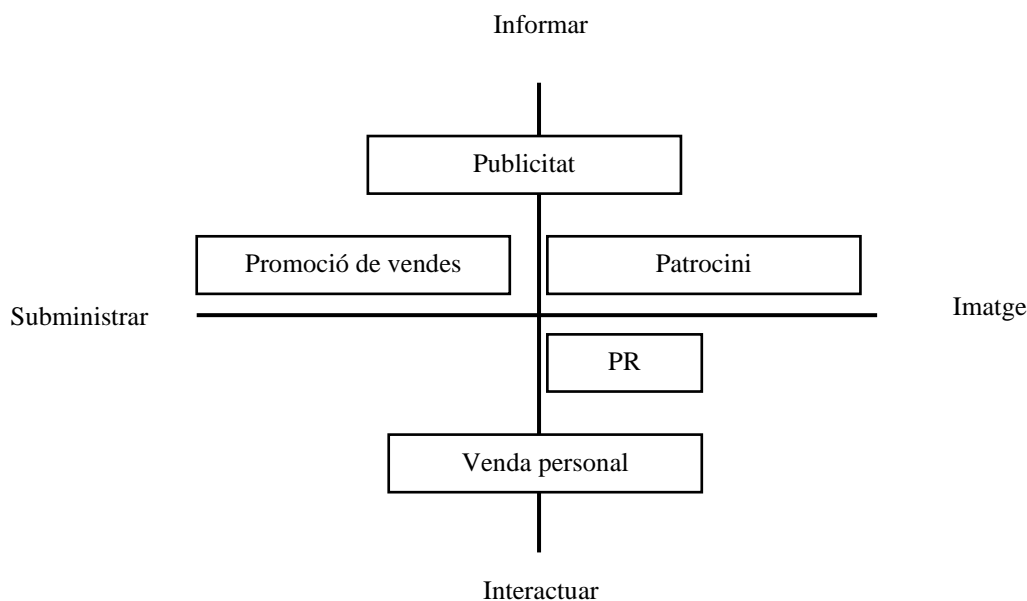 Informar
Publicitat
Promoció de vendes
Patrocini
Subministrar
Imatge
PR
Venda personal
Interactuar